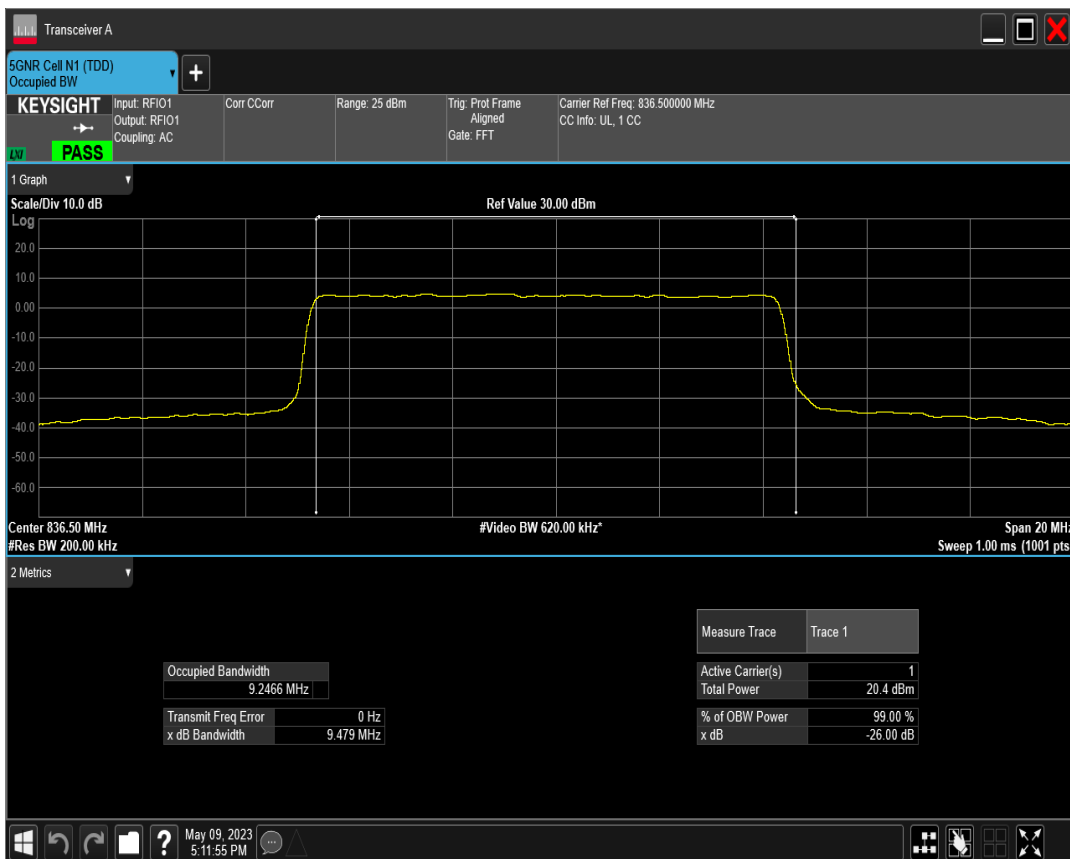 Transceiver A
5GNR Cell N1 (TDD)
Occupied BW
+
KEYSIGHT
LXI
PASS
Input: RFIO1
Output: RFIO1
Coupling: AC
Corr CCorr
Range: 25 dBm
Trig: Prot Frame
Aligned
Gate: FFT
Carrier Ref Freq: 836.500000 MHz
CC Info: UL, 1 CC
1 Graph
Scale/Div 10.0 dB
Ref Value 30.00 dBm
Log
20.0
10.0
0.00
-10.0
-20.0
-30.0
-40.0
-50.0
-60.0
Center 836.50 MHz
#Video BW 620.00 kHz*
Span 20 MHz
#Res BW 200.00 kHz
Sweep 1.00 ms (1001 pts
2 Metrics
Measure Trace Trace 1
Occupied Bandwidth
9.2466 MHz
Active Carrier(s) 1
Total Power 20.4 dBm
Transmit Freq Error 0 Hz
x dB Bandwidth 9.479 MHz
% of OBW Power 99.00 %
x dB -26.00 dB
?
May 09, 2023
5:11:55 PM